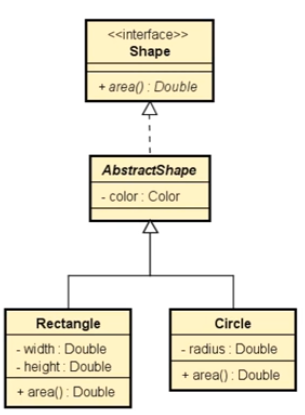 <<interface>>
Shape
+ area() : Double
AbstractShape
- color : Color
Rectangle
- width : Double
- height : Double
+ area() : Double
Circle
- radius : Double
+ area() : Double